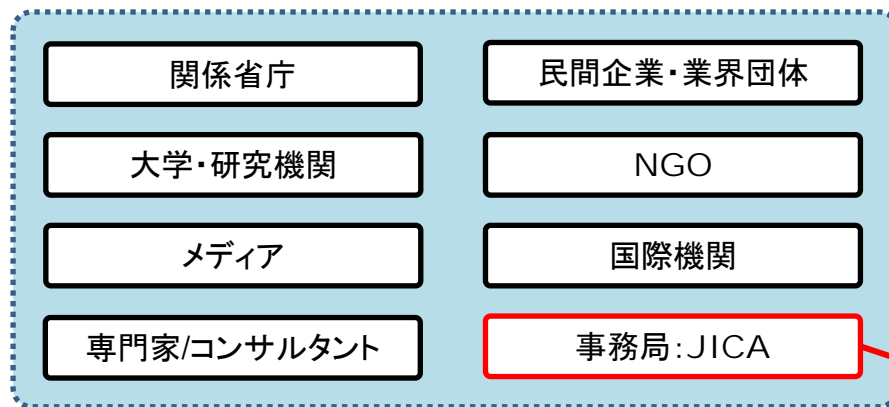 関係省庁
民間企業・業界団体
大学・研究機関
NGO
メディア
国際機関
専門家/コンサルタント
事務局:JICA